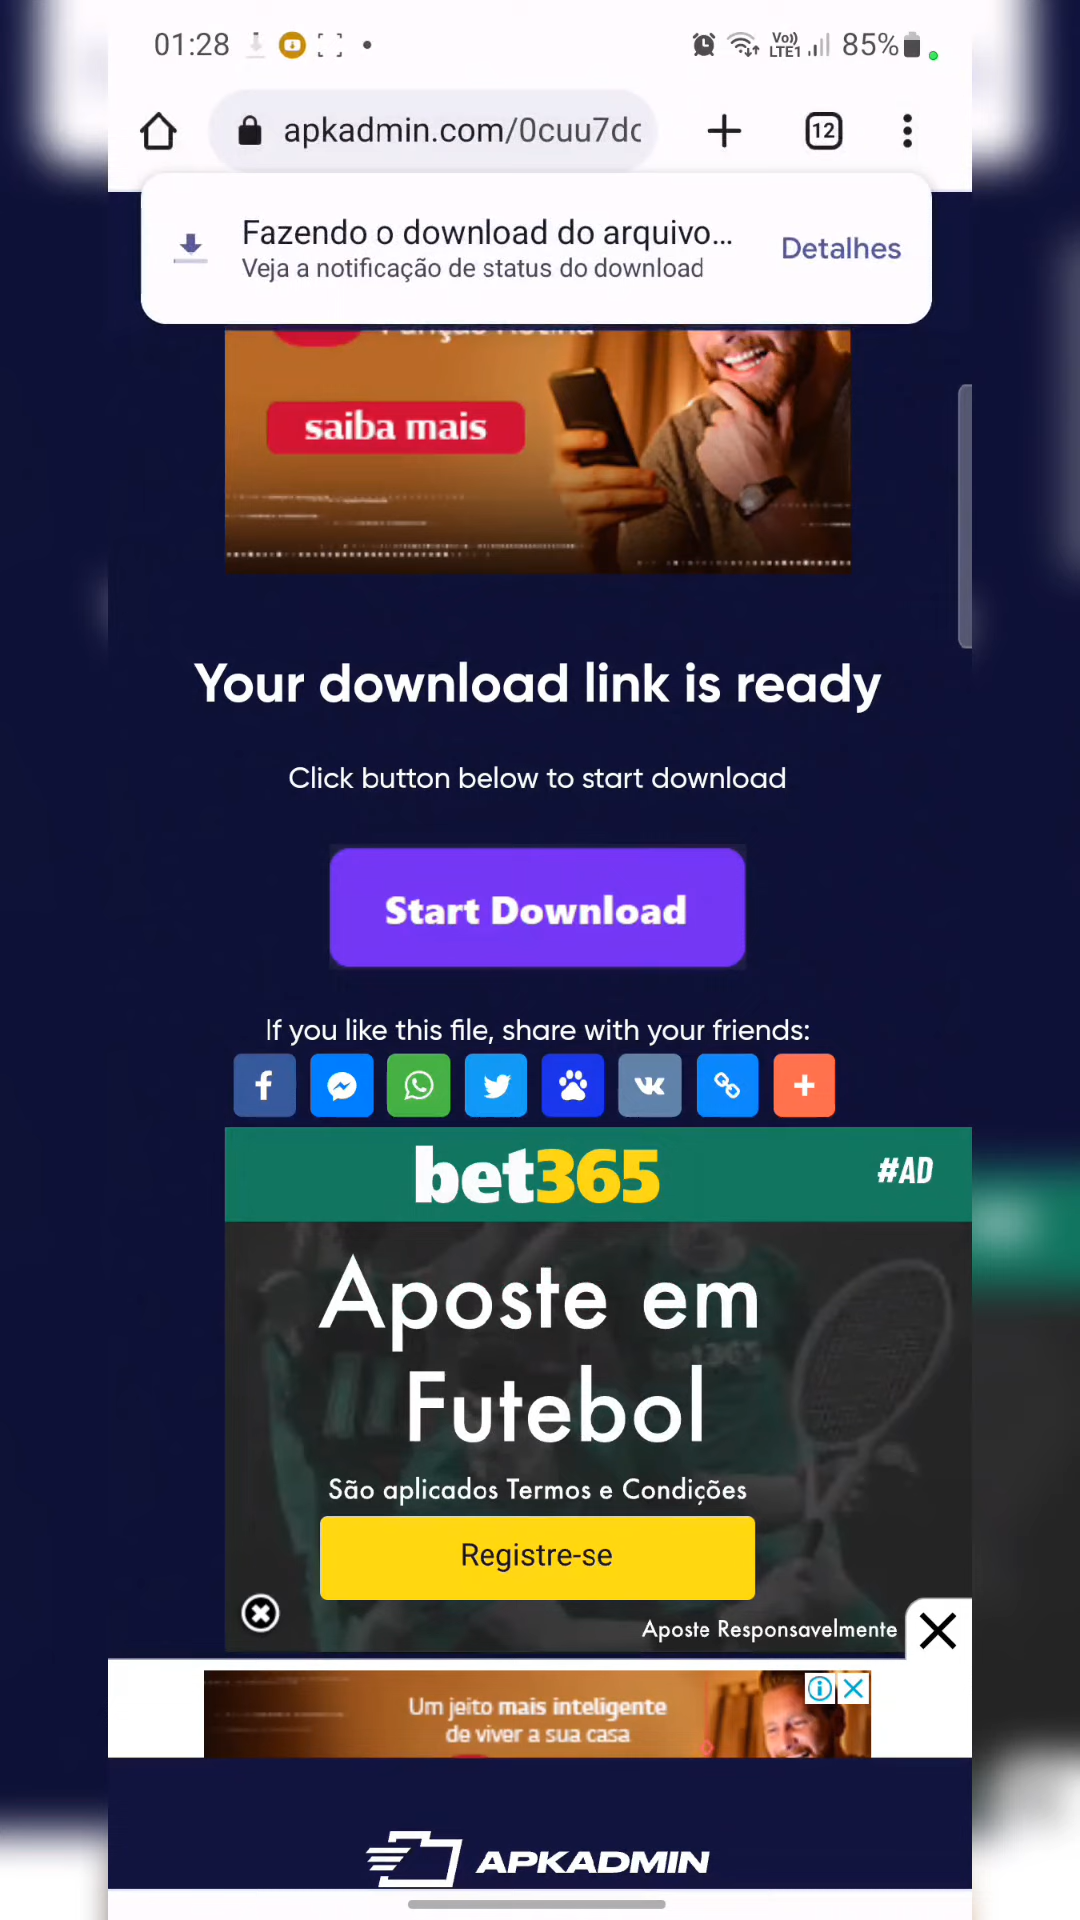 01:28
Vo))
LTE1
85%
apkadmin.com/0cuu7dc
12
Fazendo o download do arquivo...
Veja a notificação de status do download
Detalhes
saiba mais
Your download link is ready
Click button below to start download
Start Download
If you like this file, share with your friends:
bet365
#AD
Aposte em
Futebol
São aplicados Termos e Condições
Registre-se
Aposte Responsavelmente
Um jeito mais inteligente
de viver a sua casa
APKADMIN